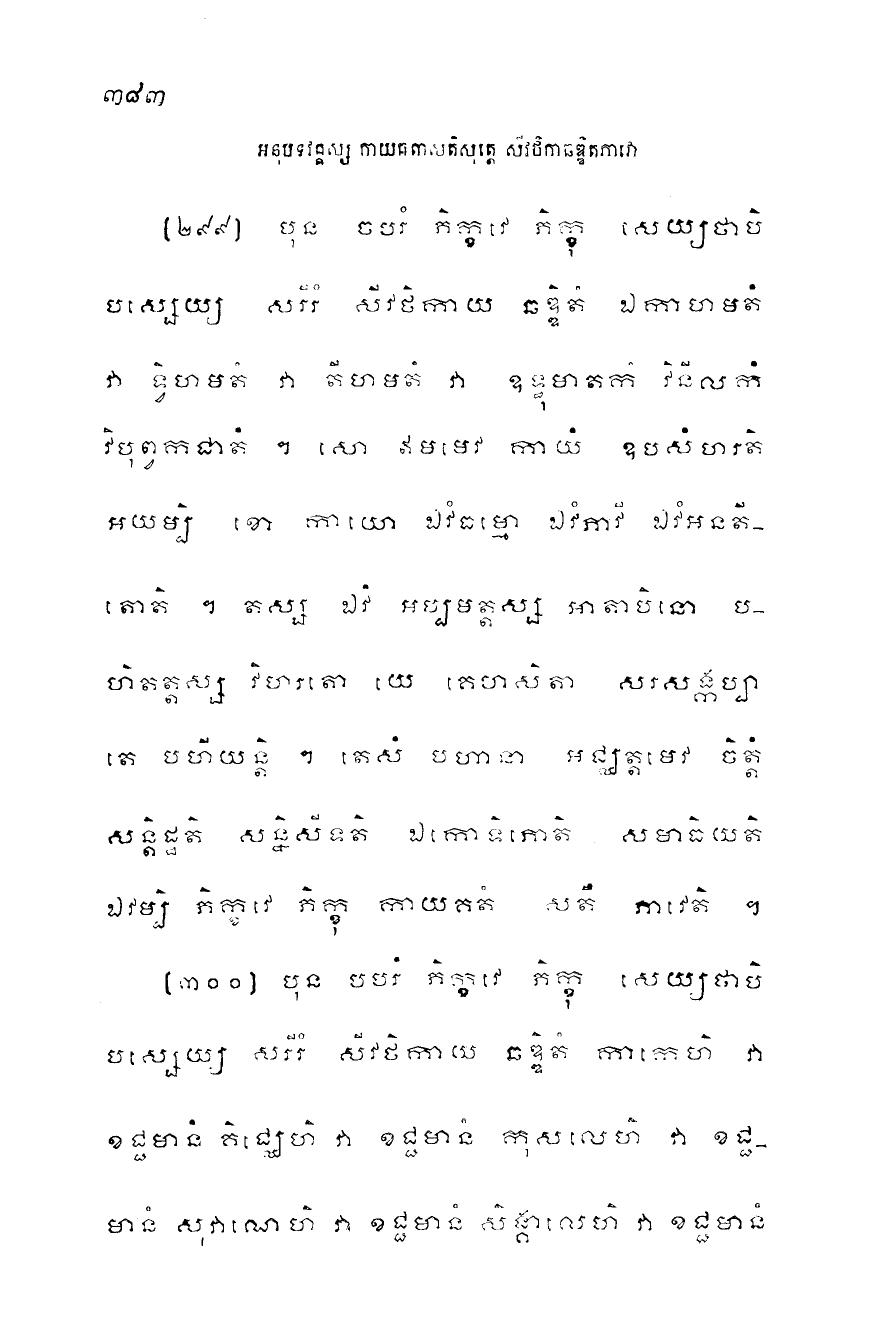 ៣៨៣
អនុបទវគ្គស្ស កាយគតាសតិសុត្តេ សីវថិកាឆឌ្ឌិតភាវោ
(២៩៩) បុន ចបរំ ភិក្ខវេ ភិក្ខុ សេយ្យថាបិ
បស្សេយ្យ សរីរំ សីវថិកាយ ឆឌ្ឌិតំ ឯកាហមតំ
វា ទ្វិហមតំ វា តីហមតំ វា ឧទ្ធុមាតកំ វិនីលកំ
វិបុព្វកជាតំ ។ សោ ឥមមេវ កាយំ ឧបសំហរតិ
អយម្បិ ខោ កាយោ ឯវំធម្មោ ឯវំភាវី ឯវំអនតី-
តោតិ ។ តស្ស ឯវំ អប្បមត្តស្ស អាតាបិនោ ប-
ហិតត្តស្ស វិហរតោ យេ គេហសិតា សរសង្កប្បា
តេ បហីយន្តិ ។ តេសំ បហានា អជ្ឈត្តមេវ ចិត្តំ
សន្តិដ្ឋតិ សន្និសីទតិ ឯកោទិភោតិ សមាធិយតិ
ឯវម្បិ ភិក្ខវេ ភិក្ខុ កាយគតំ សតឹ ភាវេតិ ។
(៣០០) បុន បបរំ ភិក្ខវេ ភិក្ខុ សេយ្យថាបិ
បស្សេយ្យ សរីរំ សីវថិកាយ ឆឌ្ឌិតំ កាកេហិ វា
ខជ្ជមានំ គិជ្ឈេហិ វា ខជ្ជមានំ កុសលេហិ វា ខជ្ជ-
មានំ សុវាណេហិ វា ខជ្ជមានំ សិង្គាលេហិ វា ខជ្ជមានំ